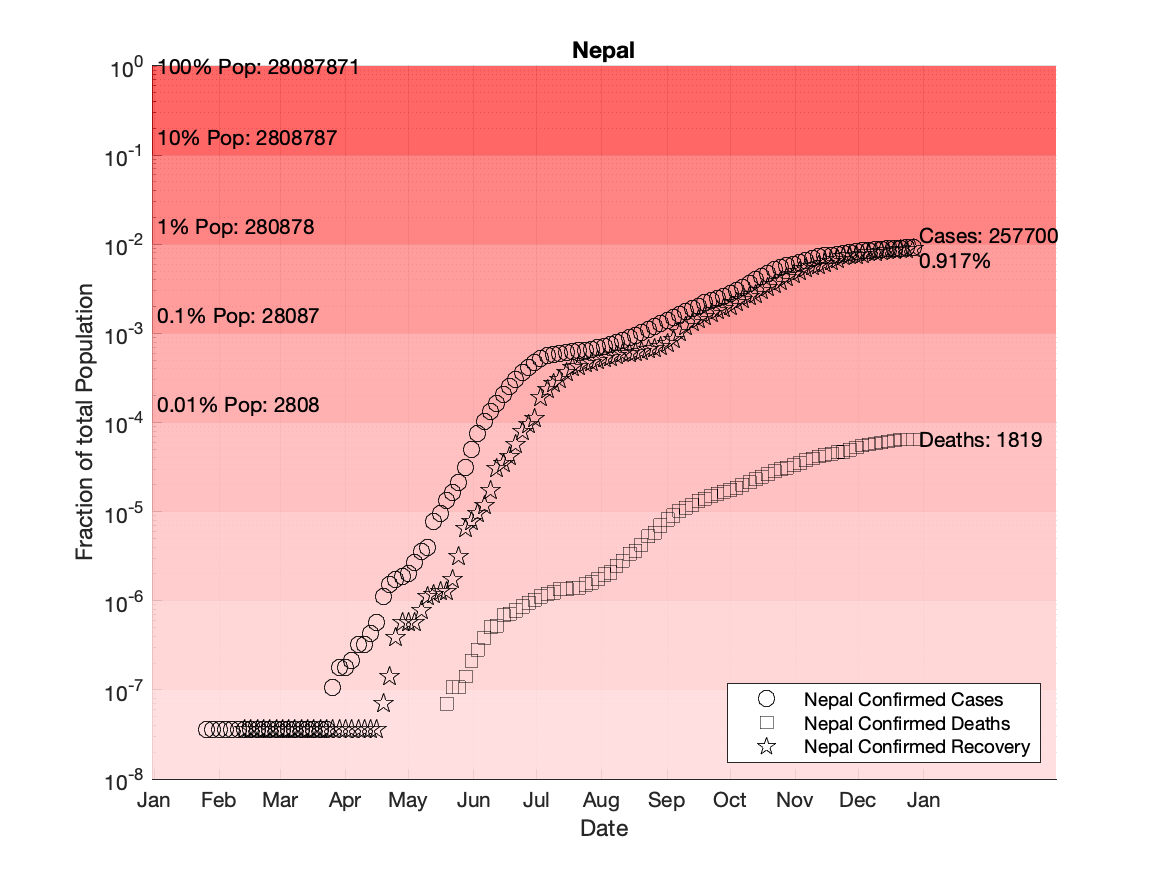 Nepal
10^0
100% Pop: 28087871
10% Pop: 2808787
10^-1
1% Pop: 280878
10^-2
Cases: 257700
0.917%
0.1% Pop: 28087
10^-3
0.01% Pop: 2808
10^-4
Deaths: 1819
10^-5
10^-6
10^-7
10^-8
Fraction of total Population
Nepal Confirmed Cases
Nepal Confirmed Deaths
Nepal Confirmed Recovery
Jan Feb Mar Apr May Jun Jul Aug Sep Oct Nov Dec Jan
Date